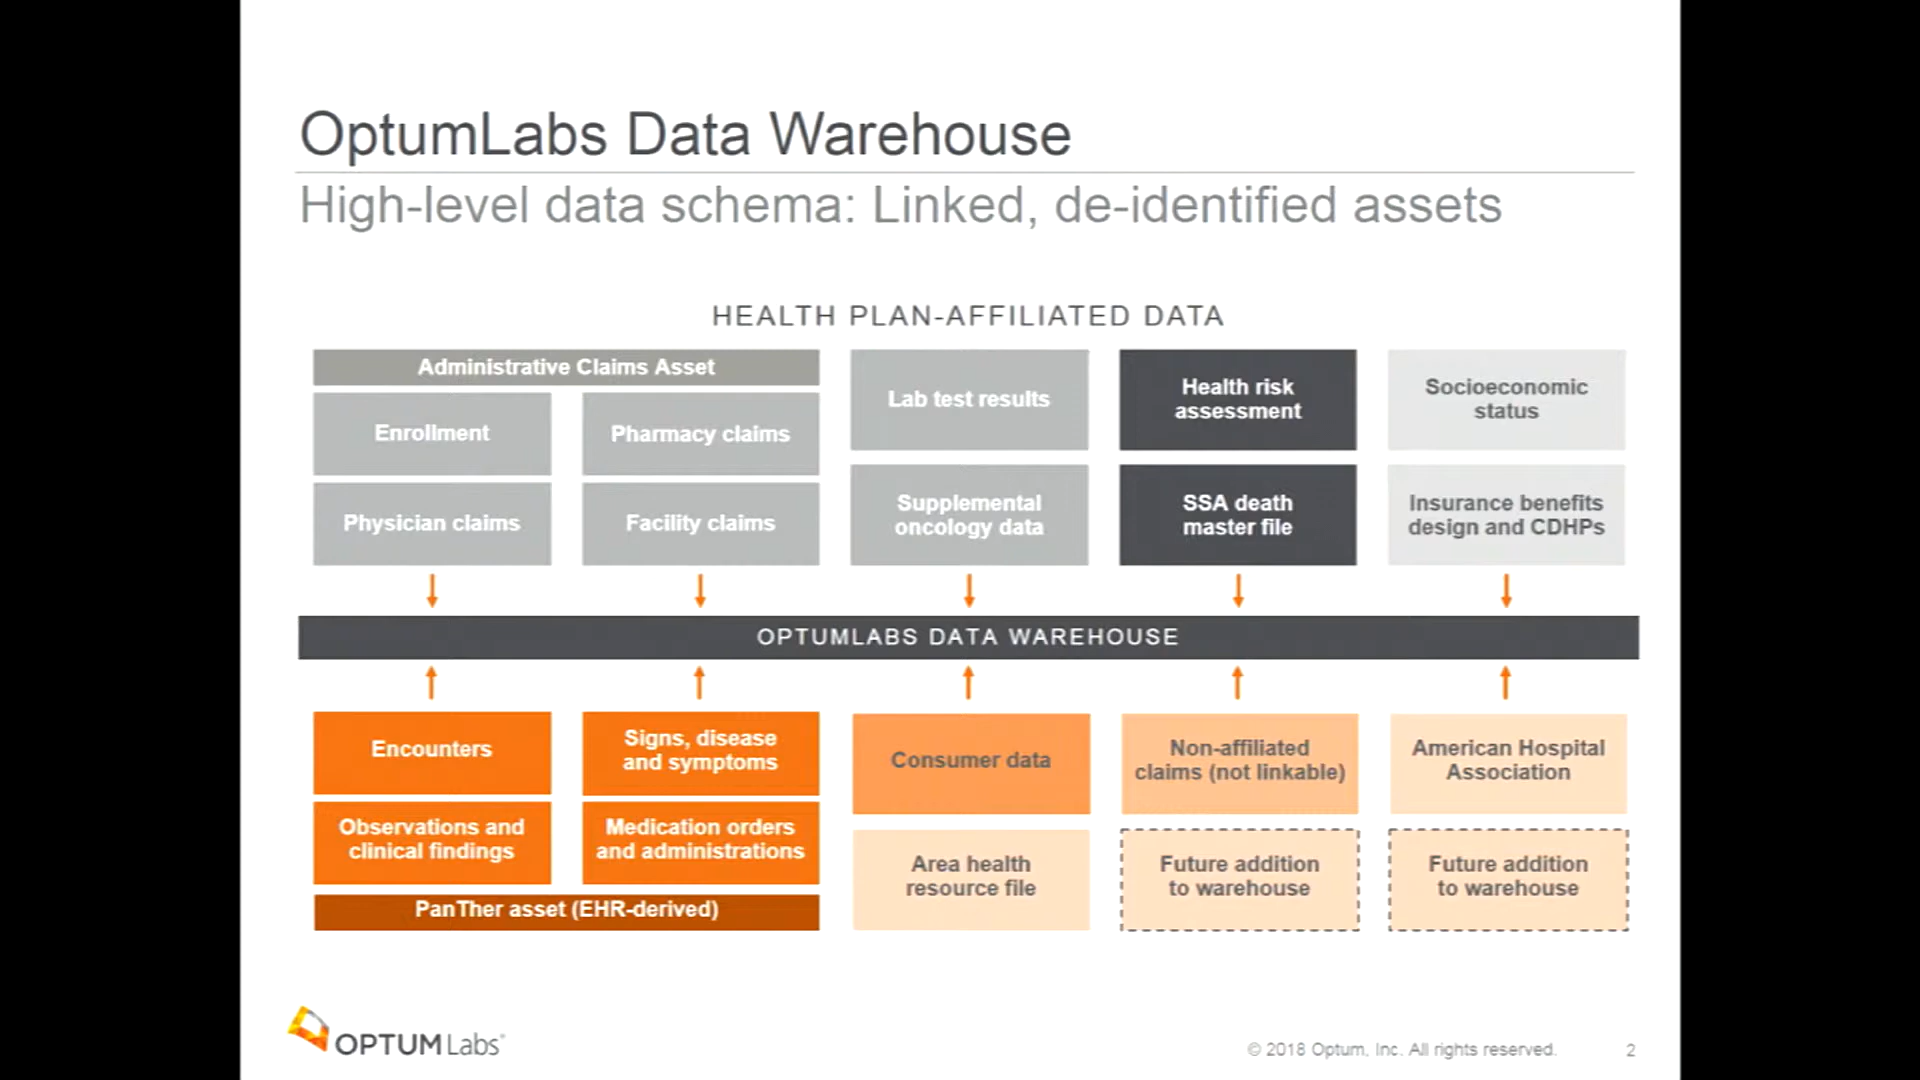 OptumLabs Data Warehouse
High-level data schema: Linked, de-identified assets
HEALTH PLAN-AFFILIATED DATA
Administrative Claims Asset
Enrollment
Pharmacy claims
Physician claims
Facility claims
Lab test results
Supplemental
oncology data
Health risk
assessment
SSA death
master file
Socioeconomic
status
Insurance benefits
design and CDHPs
OPTUMLABS DATA WAREHOUSE
Encounters
Signs, disease
and symptoms
Observations and
clinical findings
Medication orders
and administrations
PanTher asset (EHR-derived)
Consumer data
Area health
resource file
Non-affiliated
claims (not linkable)
Future addition
to warehouse
American Hospital
Association
Future addition
to warehouse
OPTUMLabs®
© 2018 Optum, Inc. All rights reserved.
2